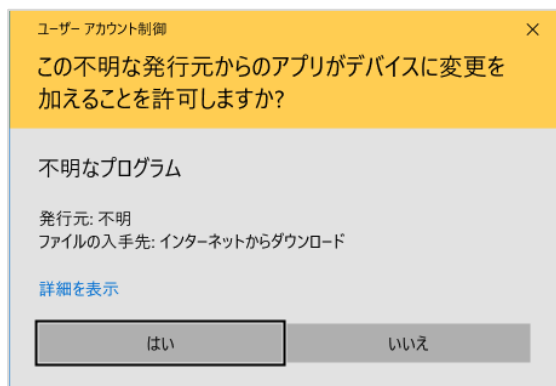 ユーザー アカウント制御
この不明な発行元からのアプリがデバイスに変更を
加えることを許可しますか?
不明なプログラム
発行元: 不明
ファイルの入手先: インターネットからダウンロード
詳細を表示
はい
いいえ